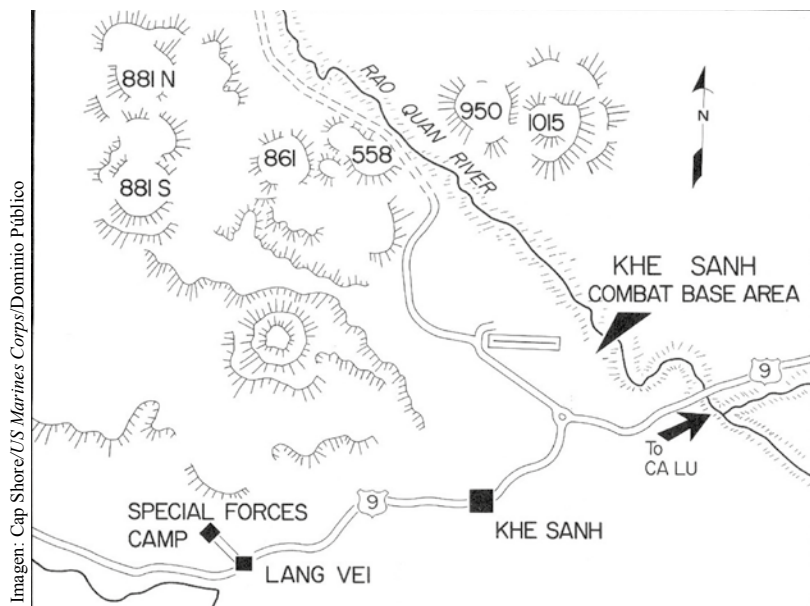 Imagen: Cap Shore/US Marines Corps/Dominio Público
881 N
881 S
861
558
RAO QUAN RIVER
950
1015
N
KHE SANH
COMBAT BASE AREA
9
To
CA LU
9
KHE SANH
SPECIAL FORCES
CAMP
LANG VEI